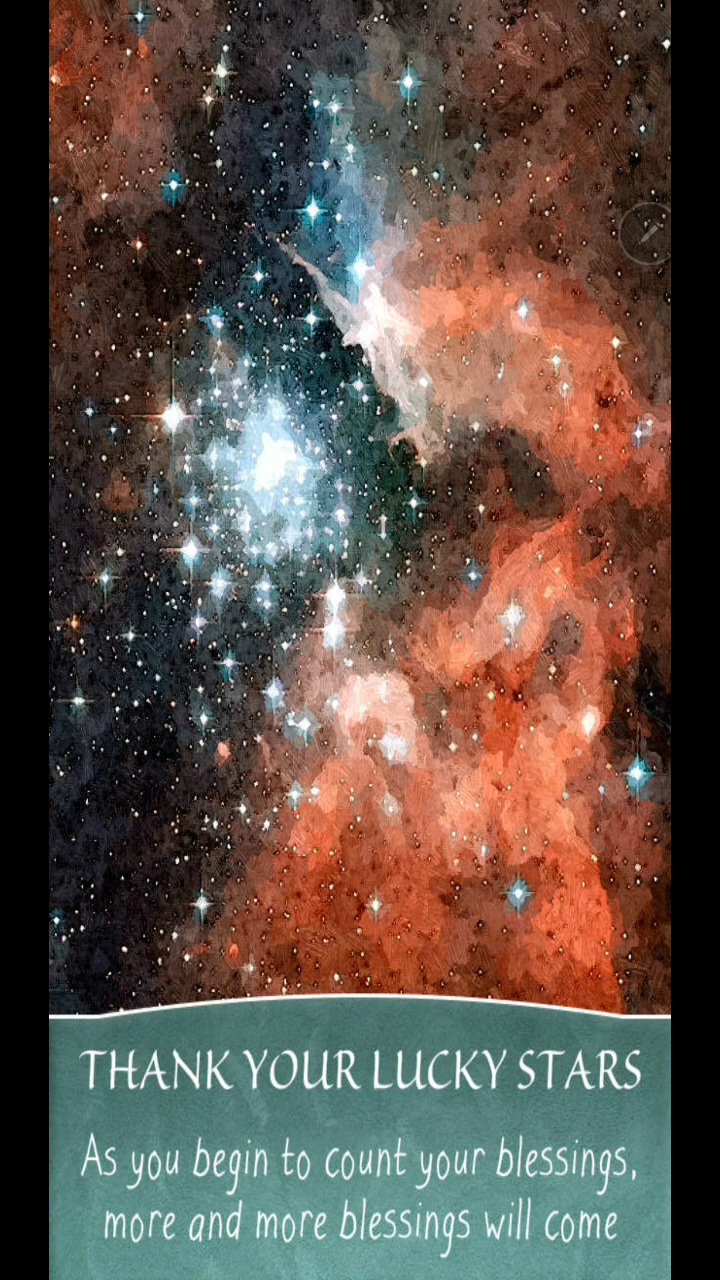 THANK YOUR LUCKY STARS
As you begin to count your blessings,
more and more blessings will come